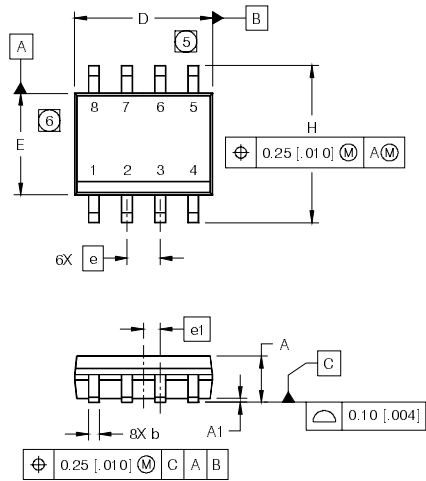 D
B
5
A
8 7 6 5
6
E
H
⌖ 0.25 [.010] Ⓜ A Ⓜ
1 2 3 4
6X e
e1
A
C
A1
⌓ 0.10 [.004]
8X b
⌖ 0.25 [.010] Ⓜ C A B